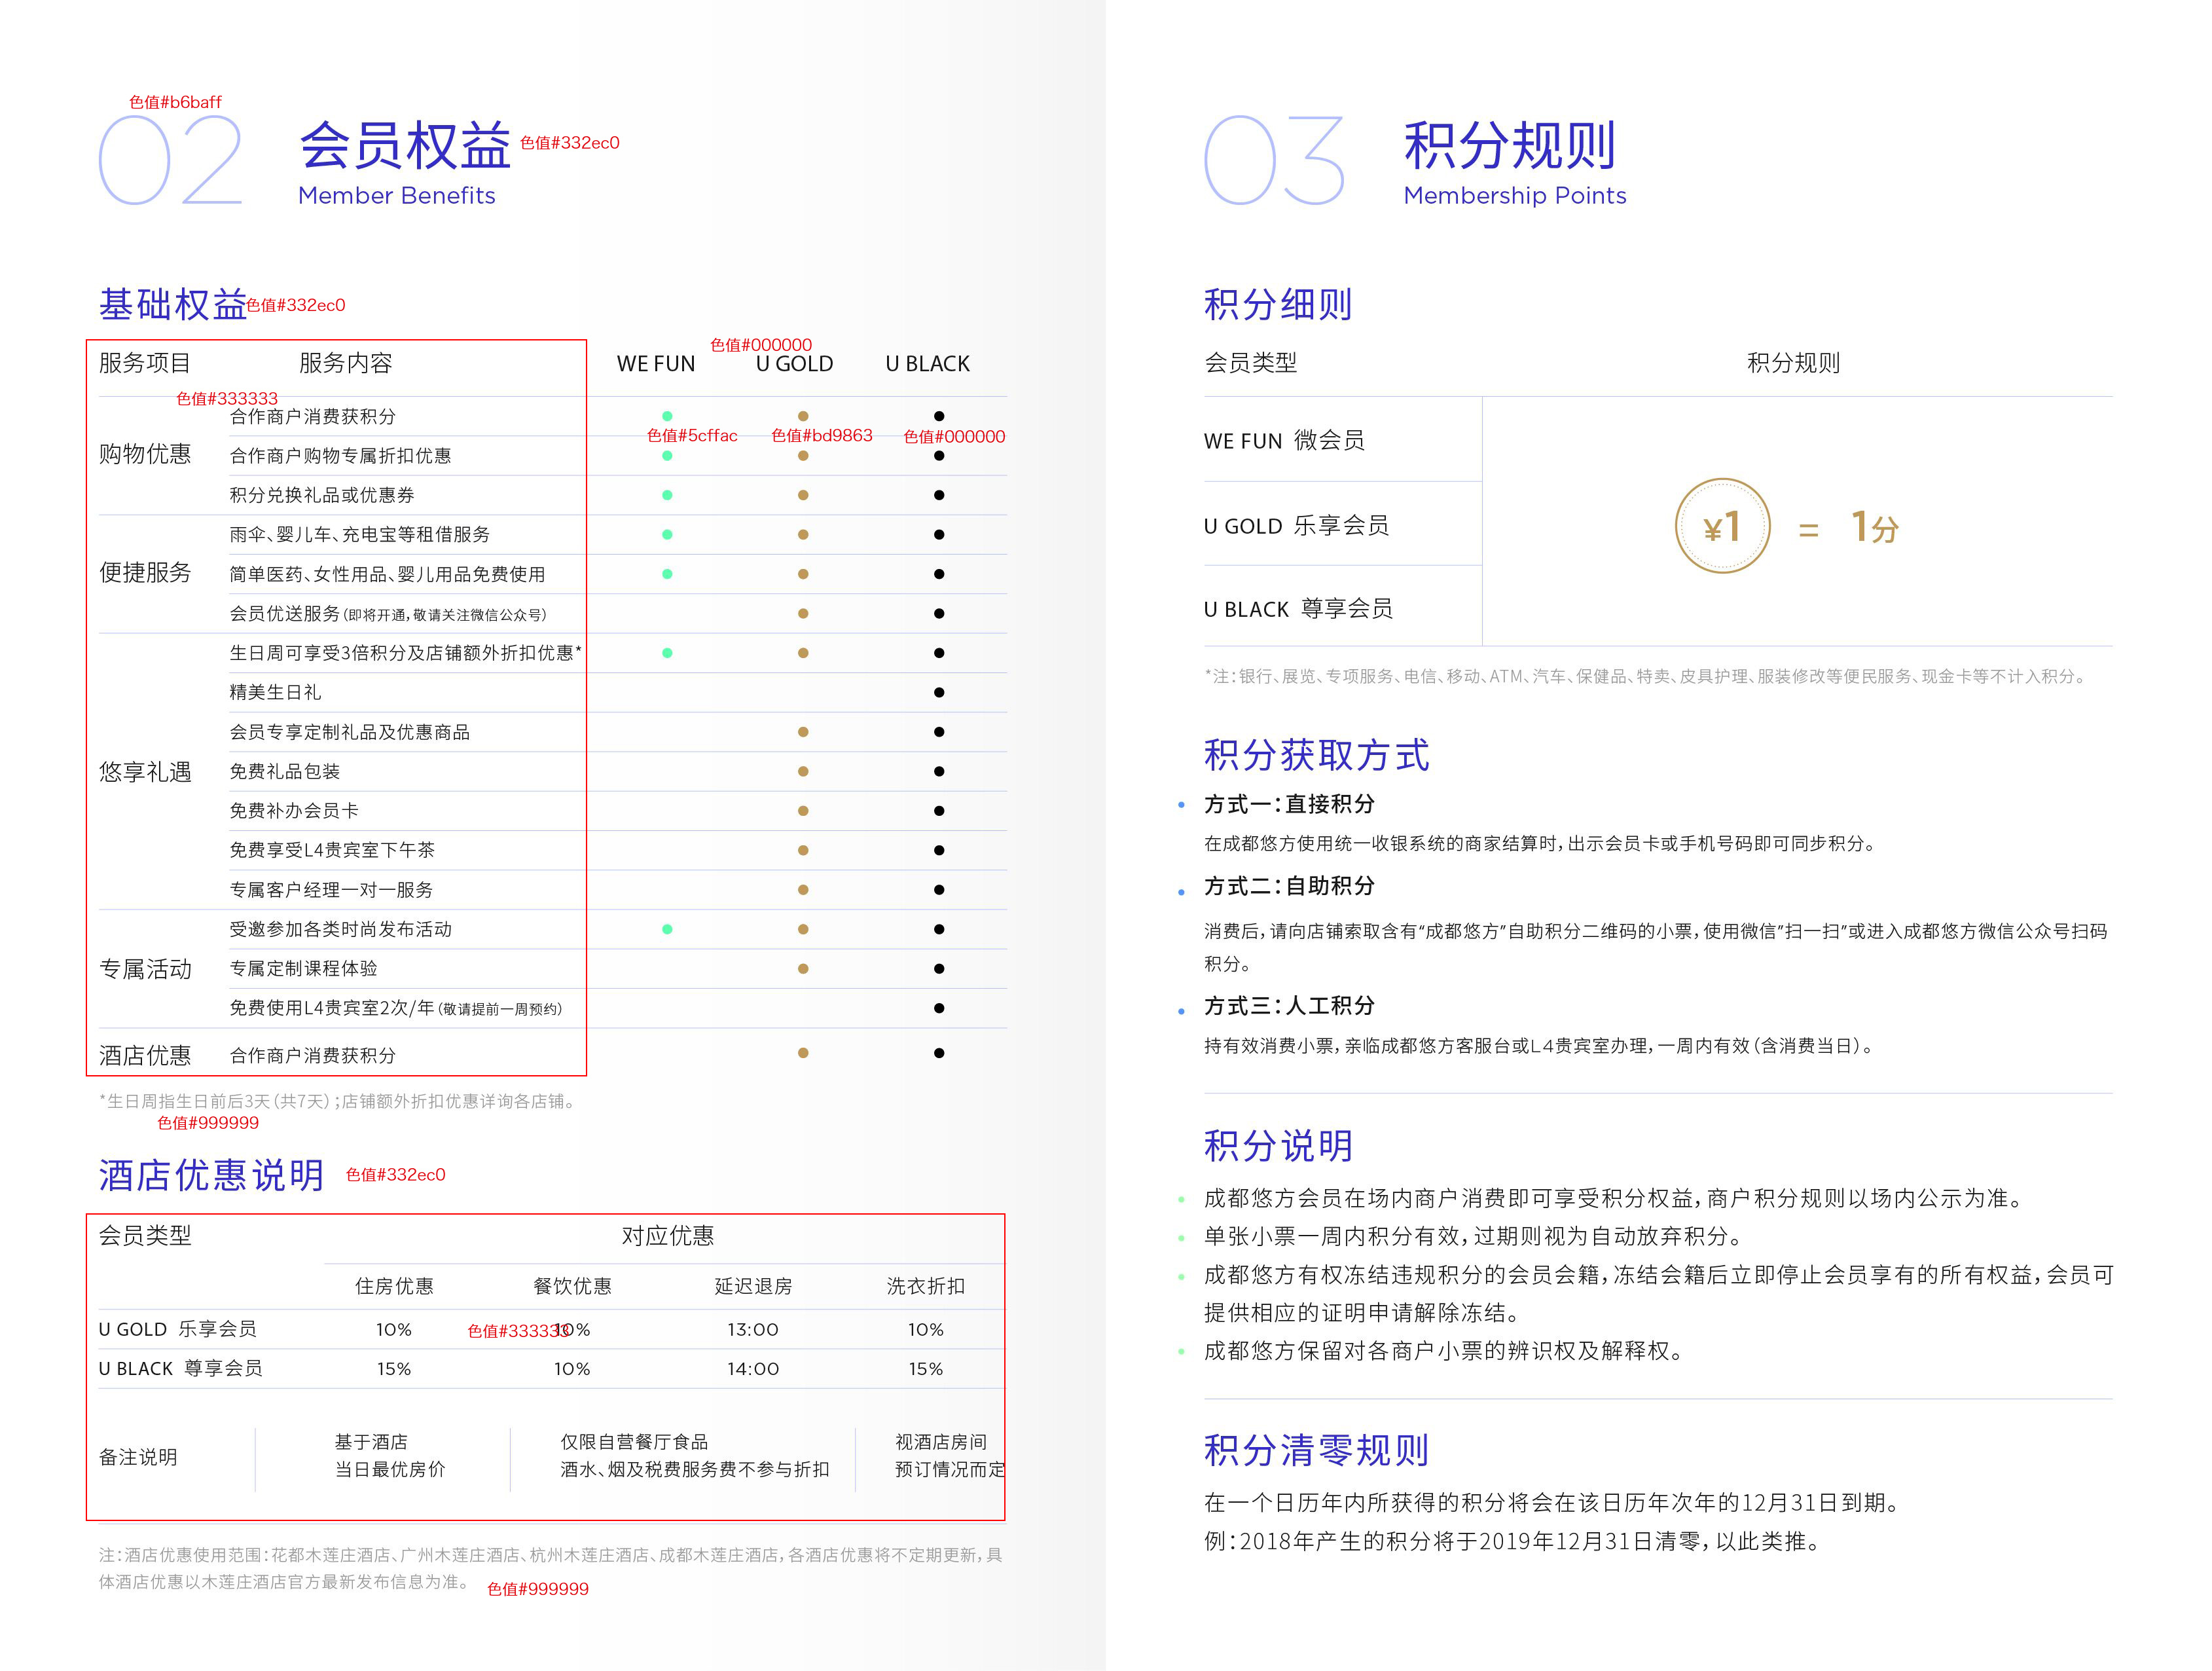 色值#b6baff
02
会员权益 色值#332ec0
Member Benefits
基础权益色值#332ec0
色值#000000
服务项目 服务内容 WE FUN U GOLD U BLACK
色值#333333
合作商户消费获积分
色值#5cffac 色值#bd9863 色值#000000
购物优惠 合作商户购物专属折扣优惠
积分兑换礼品或优惠券
雨伞、婴儿车、充电宝等租借服务
便捷服务 简单医药、女性用品、婴儿用品免费使用
会员优送服务(即将开通,敬请关注微信公众号)
生日周可享受3倍积分及店铺额外折扣优惠*
精美生日礼
会员专享定制礼品及优惠商品
悠享礼遇 免费礼品包装
免费补办会员卡
免费享受L4贵宾室下午茶
专属客户经理一对一服务
受邀参加各类时尚发布活动
专属活动 专属定制课程体验
免费使用L4贵宾室2次/年(敬请提前一周预约)
酒店优惠 合作商户消费获积分
*生日周指生日前后3天(共7天);店铺额外折扣优惠详询各店铺。
色值#999999
酒店优惠说明 色值#332ec0
会员类型 对应优惠
住房优惠 餐饮优惠 延迟退房 洗衣折扣
U GOLD 乐享会员 10% 色值#333333 10% 13:00 10%
U BLACK 尊享会员 15% 10% 14:00 15%
备注说明
基于酒店
当日最优房价
仅限自营餐厅食品
酒水、烟及税费服务费不参与折扣
视酒店房间
预订情况而定
注:酒店优惠使用范围:花都木莲庄酒店、广州木莲庄酒店、杭州木莲庄酒店、成都木莲庄酒店,各酒店优惠将不定期更新,具
体酒店优惠以木莲庄酒店官方最新发布信息为准。 色值#999999
03
积分规则
Membership Points
积分细则
会员类型 积分规则
WE FUN 微会员
U GOLD 乐享会员
¥1 = 1分
U BLACK 尊享会员
*注:银行、展览、专项服务、电信、移动、ATM、汽车、保健品、特卖、皮具护理、服装修改等便民服务、现金卡等不计入积分。
积分获取方式
方式一:直接积分
在成都悠方使用统一收银系统的商家结算时,出示会员卡或手机号码即可同步积分。
方式二:自助积分
消费后,请向店铺索取含有“成都悠方”自助积分二维码的小票,使用微信”扫一扫”或进入成都悠方微信公众号扫码
积分。
方式三:人工积分
持有效消费小票,亲临成都悠方客服台或L4贵宾室办理,一周内有效(含消费当日)。
积分说明
成都悠方会员在场内商户消费即可享受积分权益,商户积分规则以场内公示为准。
单张小票一周内积分有效,过期则视为自动放弃积分。
成都悠方有权冻结违规积分的会员会籍,冻结会籍后立即停止会员享有的所有权益,会员可
提供相应的证明申请解除冻结。
成都悠方保留对各商户小票的辨识权及解释权。
积分清零规则
在一个日历年内所获得的积分将会在该日历年次年的12月31日到期。
例:2018年产生的积分将于2019年12月31日清零,以此类推。